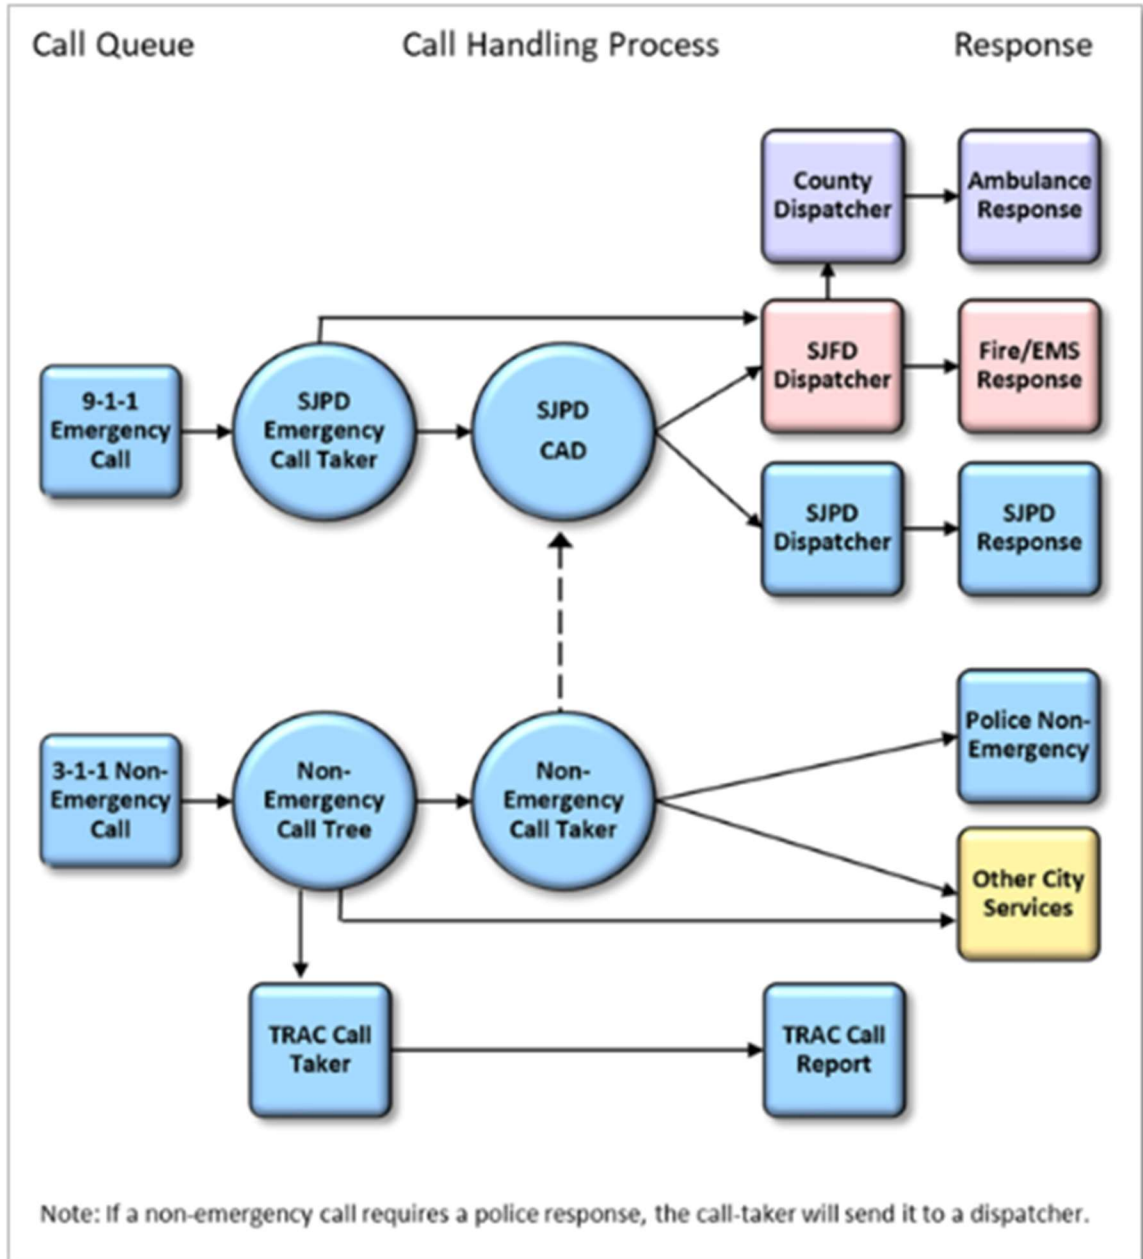 Call Queue
Call Handling Process
Response
County
Dispatcher
Ambulance
Response
SJFD
Dispatcher
Fire/EMS
Response
9-1-1
Emergency
Call
SJPD
Emergency
Call Taker
SJPD
CAD
SJPD
Dispatcher
SJPD
Response
3-1-1 Non-
Emergency
Call
Non-
Emergency
Call Tree
Non-
Emergency
Call Taker
Police Non-
Emergency
Other City
Services
TRAC Call
Taker
TRAC Call
Report
Note: If a non-emergency call requires a police response, the call-taker will send it to a dispatcher.